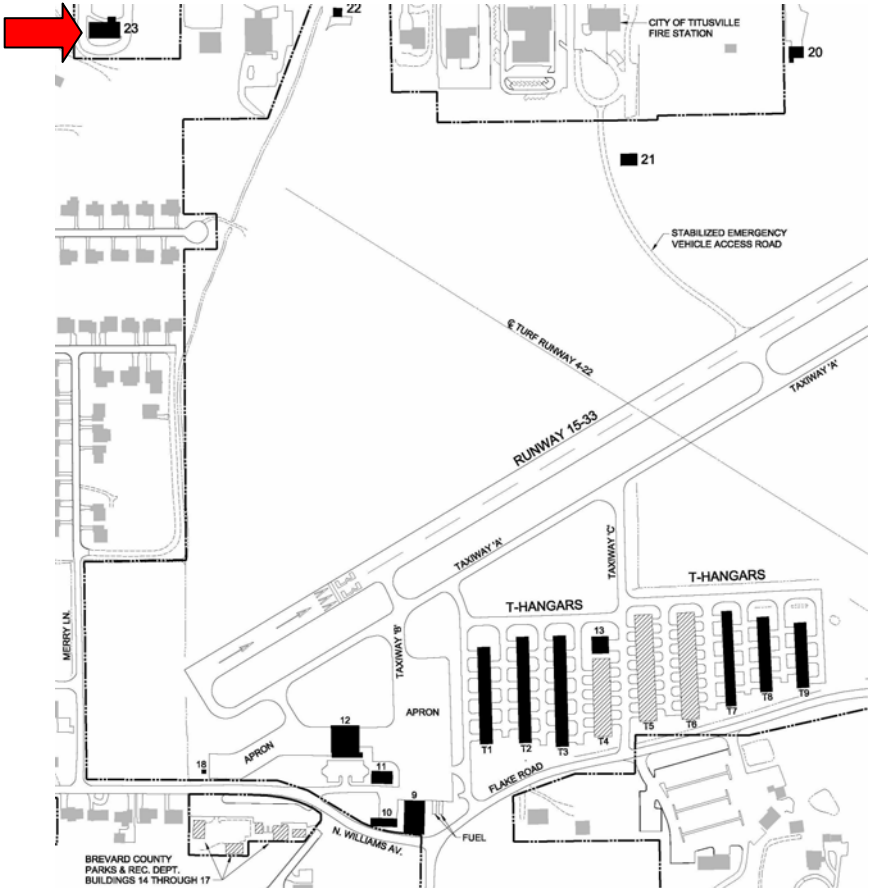 22
23
CITY OF TITUSVILLE
FIRE STATION
20
21
STABILIZED EMERGENCY
VEHICLE ACCESS ROAD
℄ TURF RUNWAY 4-22
TAXIWAY 'A'
RUNWAY 15-33
TAXIWAY 'A'
TAXIWAY 'C'
T-HANGARS
T-HANGARS
MERRY LN.
TAXIWAY 'B'
13
T1
T2
T3
T4
T5
T6
T7
T8
T9
APRON
12
APRON
18
11
FLAKE ROAD
9
10
FUEL
N. WILLIAMS AV.
BREVARD COUNTY
PARKS & REC. DEPT.
BUILDINGS 14 THROUGH 17